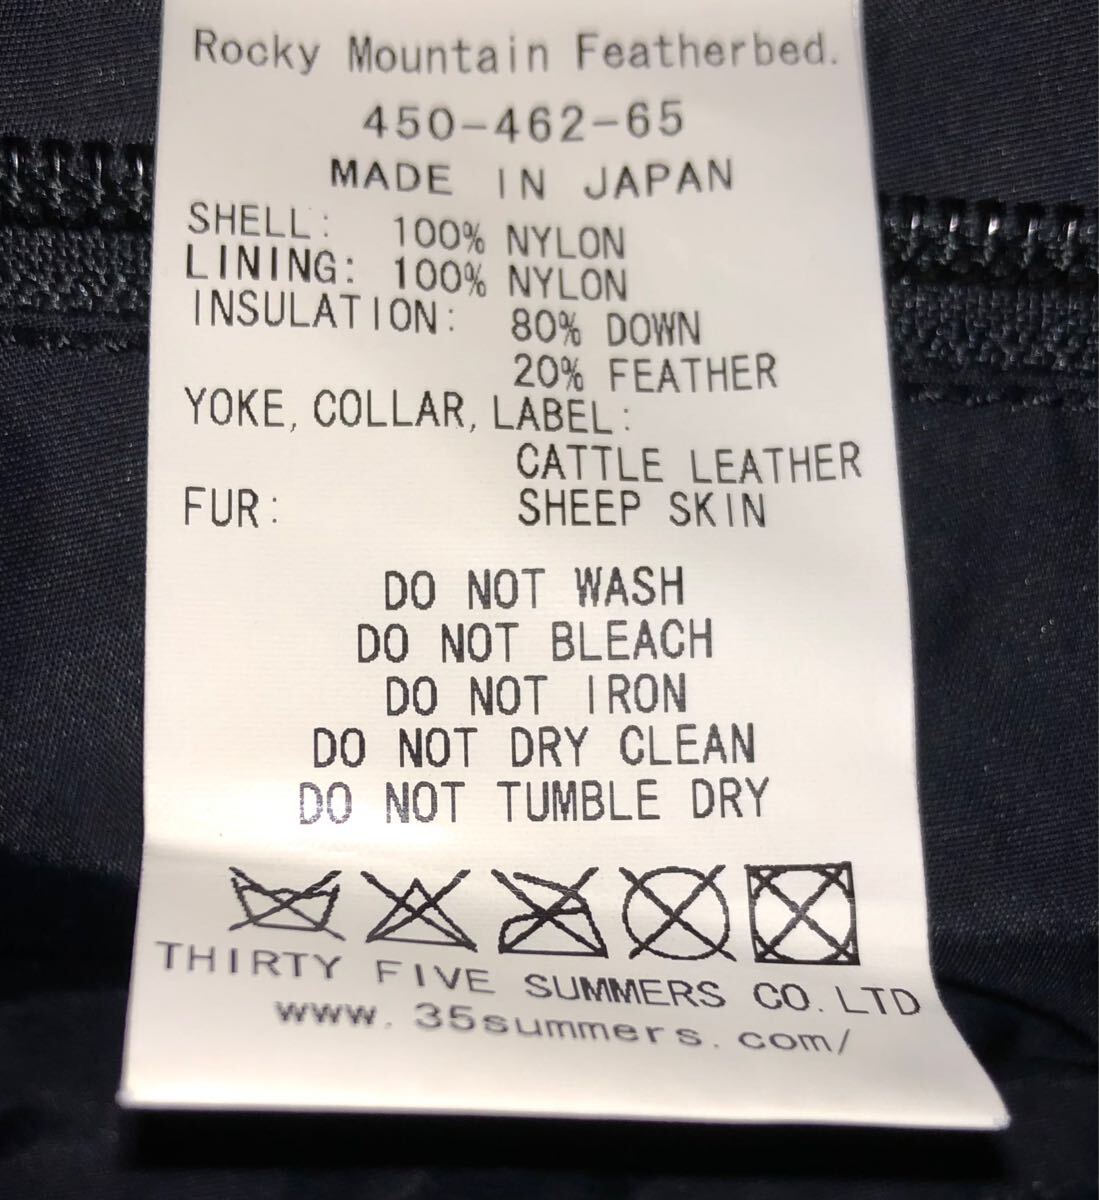 Rocky Mountain Featherbed.
450-462-65
MADE IN JAPAN
SHELL: 100% NYLON
LINING: 100% NYLON
INSULATION: 80% DOWN
20% FEATHER
YOKE, COLLAR, LABEL:
CATTLE LEATHER
FUR: SHEEP SKIN
DO NOT WASH
DO NOT BLEACH
DO NOT IRON
DO NOT DRY CLEAN
DO NOT TUMBLE DRY
THIRTY FIVE SUMMERS CO. LTD
www.35summers.com/